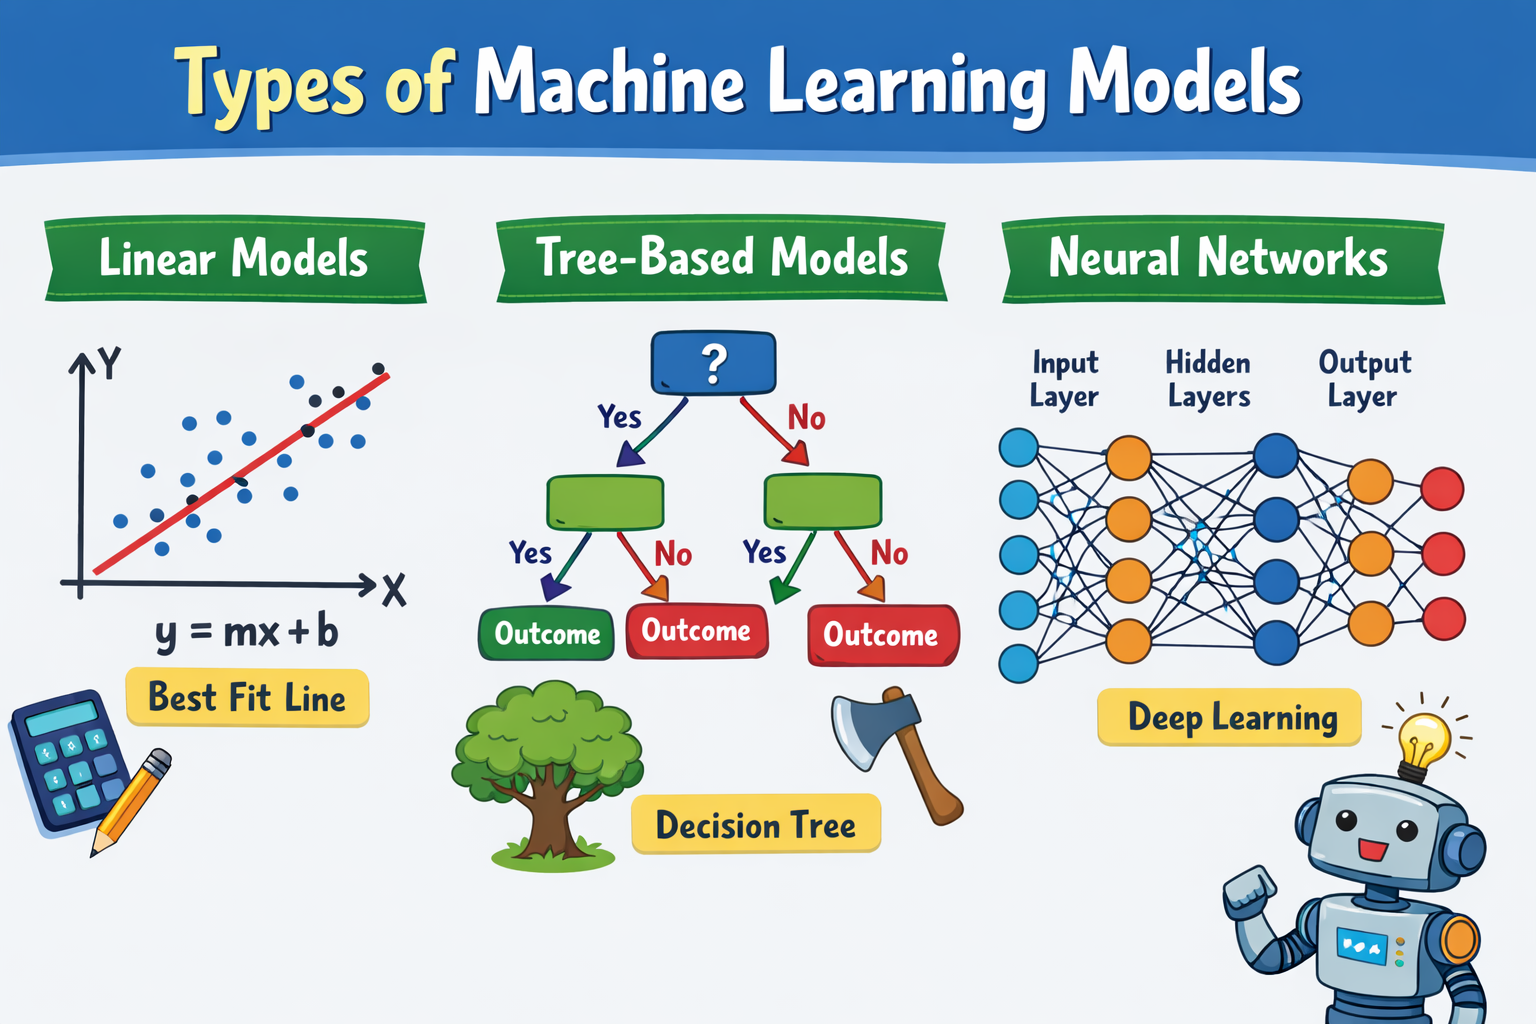 Types of Machine Learning Models
Linear Models
Y
X
y = mx + b
Best Fit Line
Tree-Based Models
?
Yes
No
Yes
No
Yes
No
Outcome
Outcome
Outcome
Decision Tree
Neural Networks
Input
Layer
Hidden
Layers
Output
Layer
Deep Learning